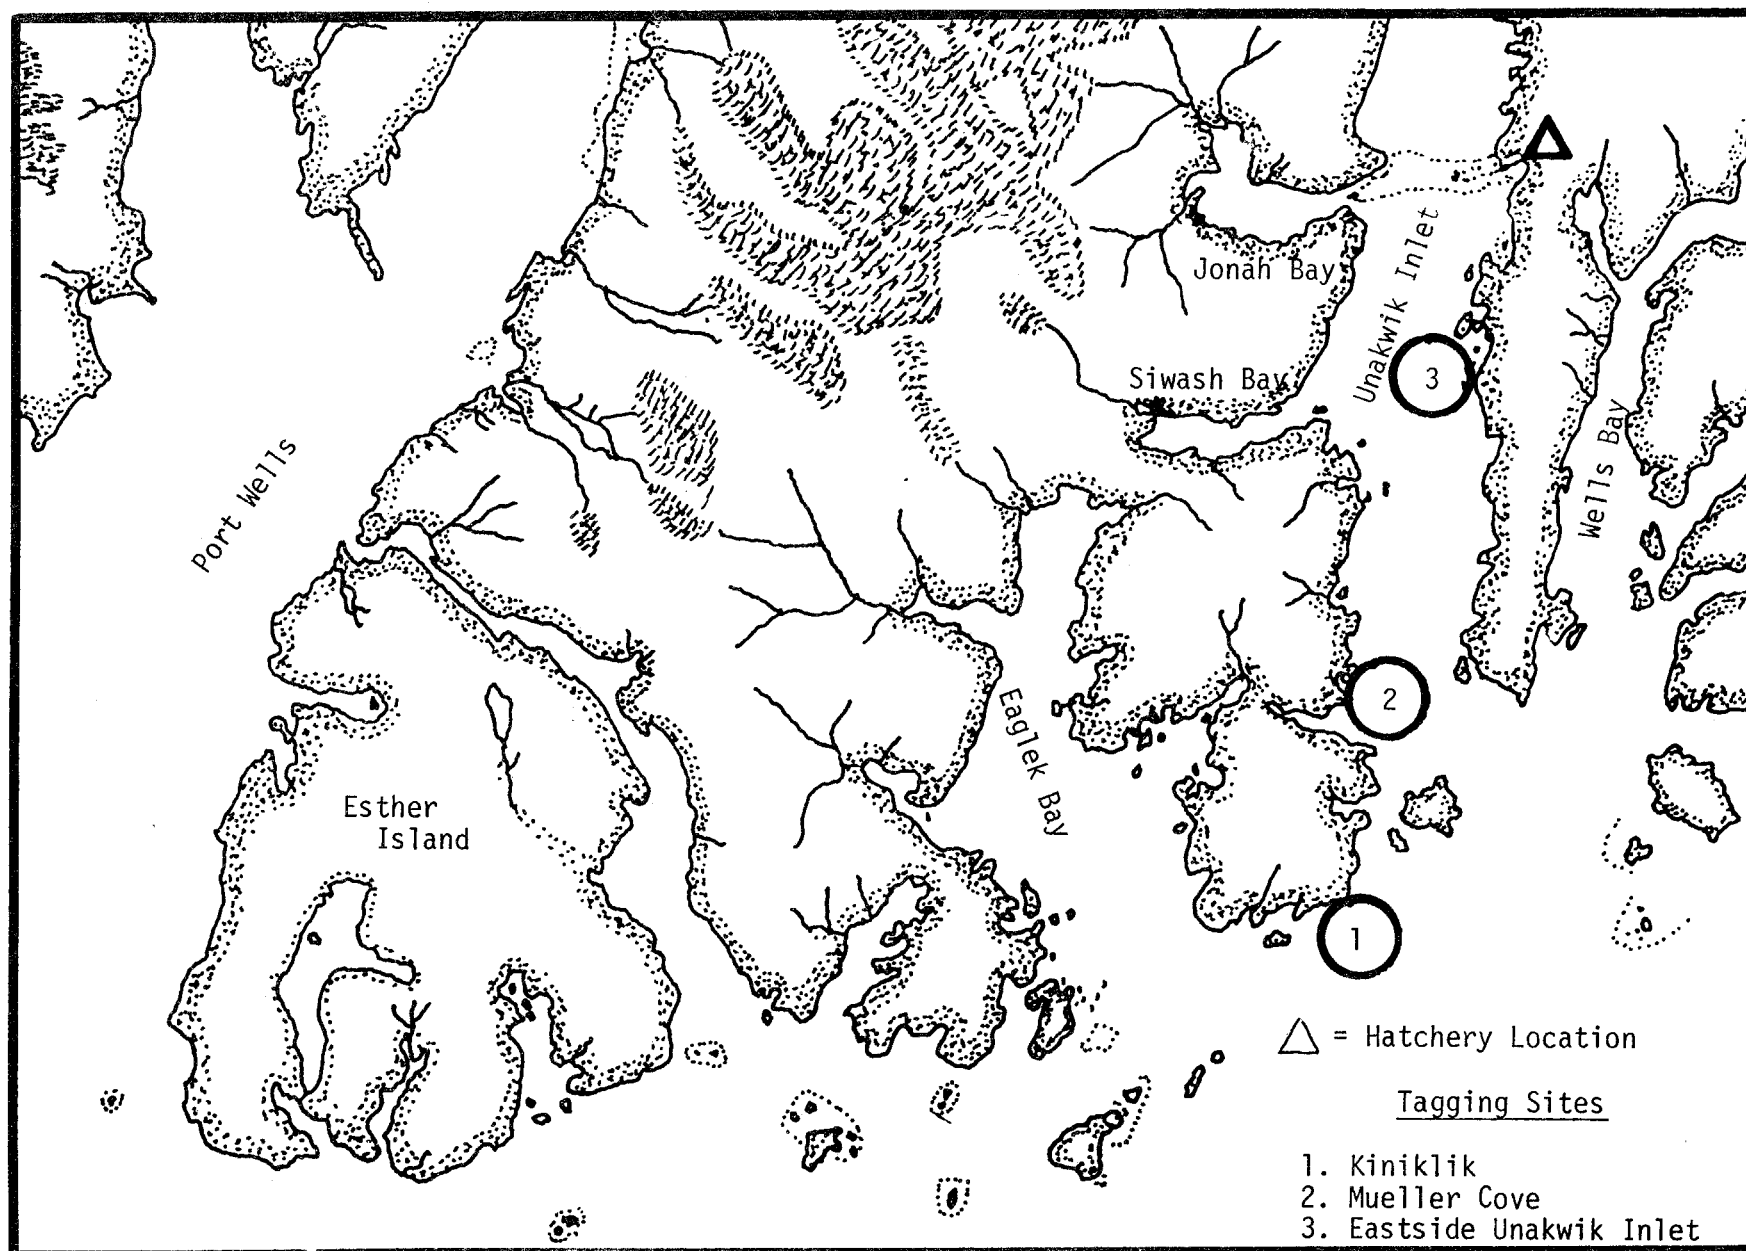 Jonah Bay
Unakwik Inlet
Siwash Bay
3
Wells Bay
Port Wells
2
Eaglek Bay
Esther
Island
1
△ = Hatchery Location
Tagging Sites
1. Kiniklik
2. Mueller Cove
3. Eastside Unakwik Inlet